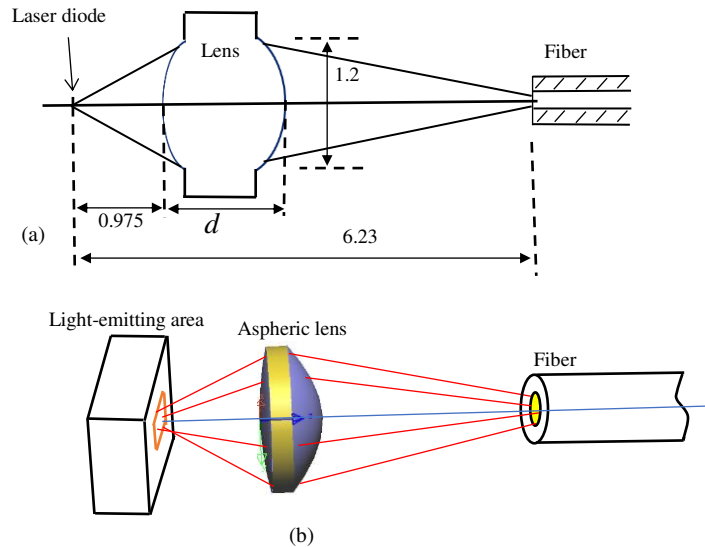 Laser diode
Lens
Fiber
1.2
0.975
d
6.23
(a)
Light-emitting area
Aspheric lens
Fiber
(b)